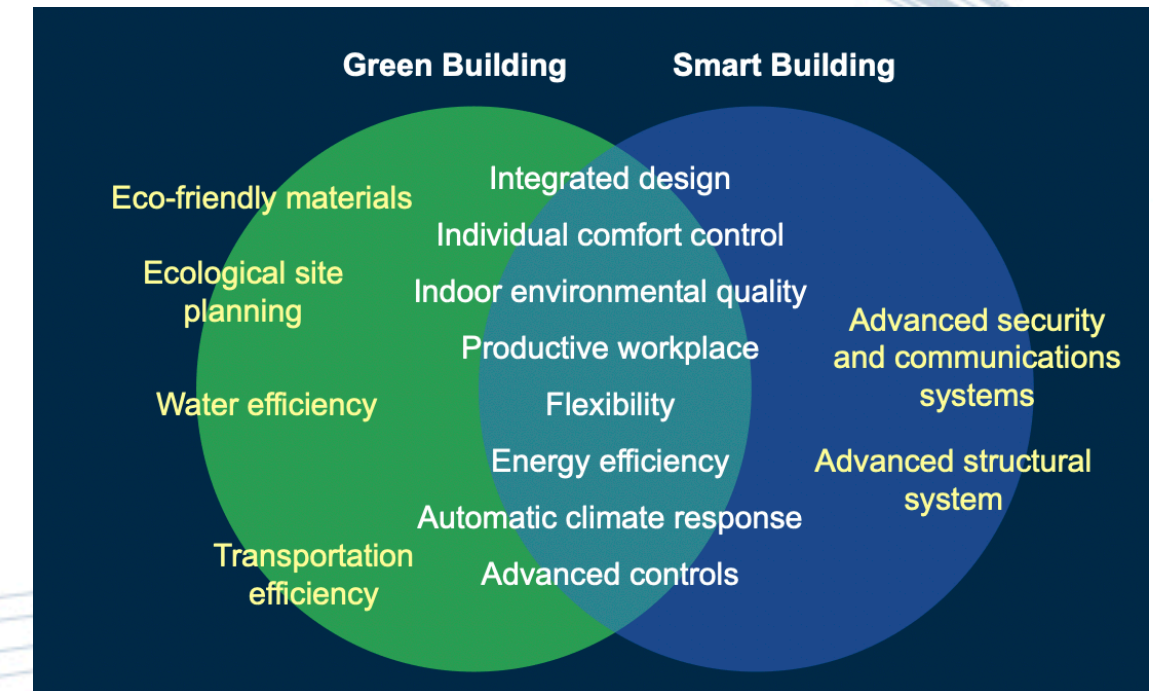 Green Building
Smart Building
Eco-friendly materials
Ecological site
planning
Water efficiency
Transportation
efficiency
Integrated design
Individual comfort control
Indoor environmental quality
Productive workplace
Flexibility
Energy efficiency
Automatic climate response
Advanced controls
Advanced security
and communications
systems
Advanced structural
system